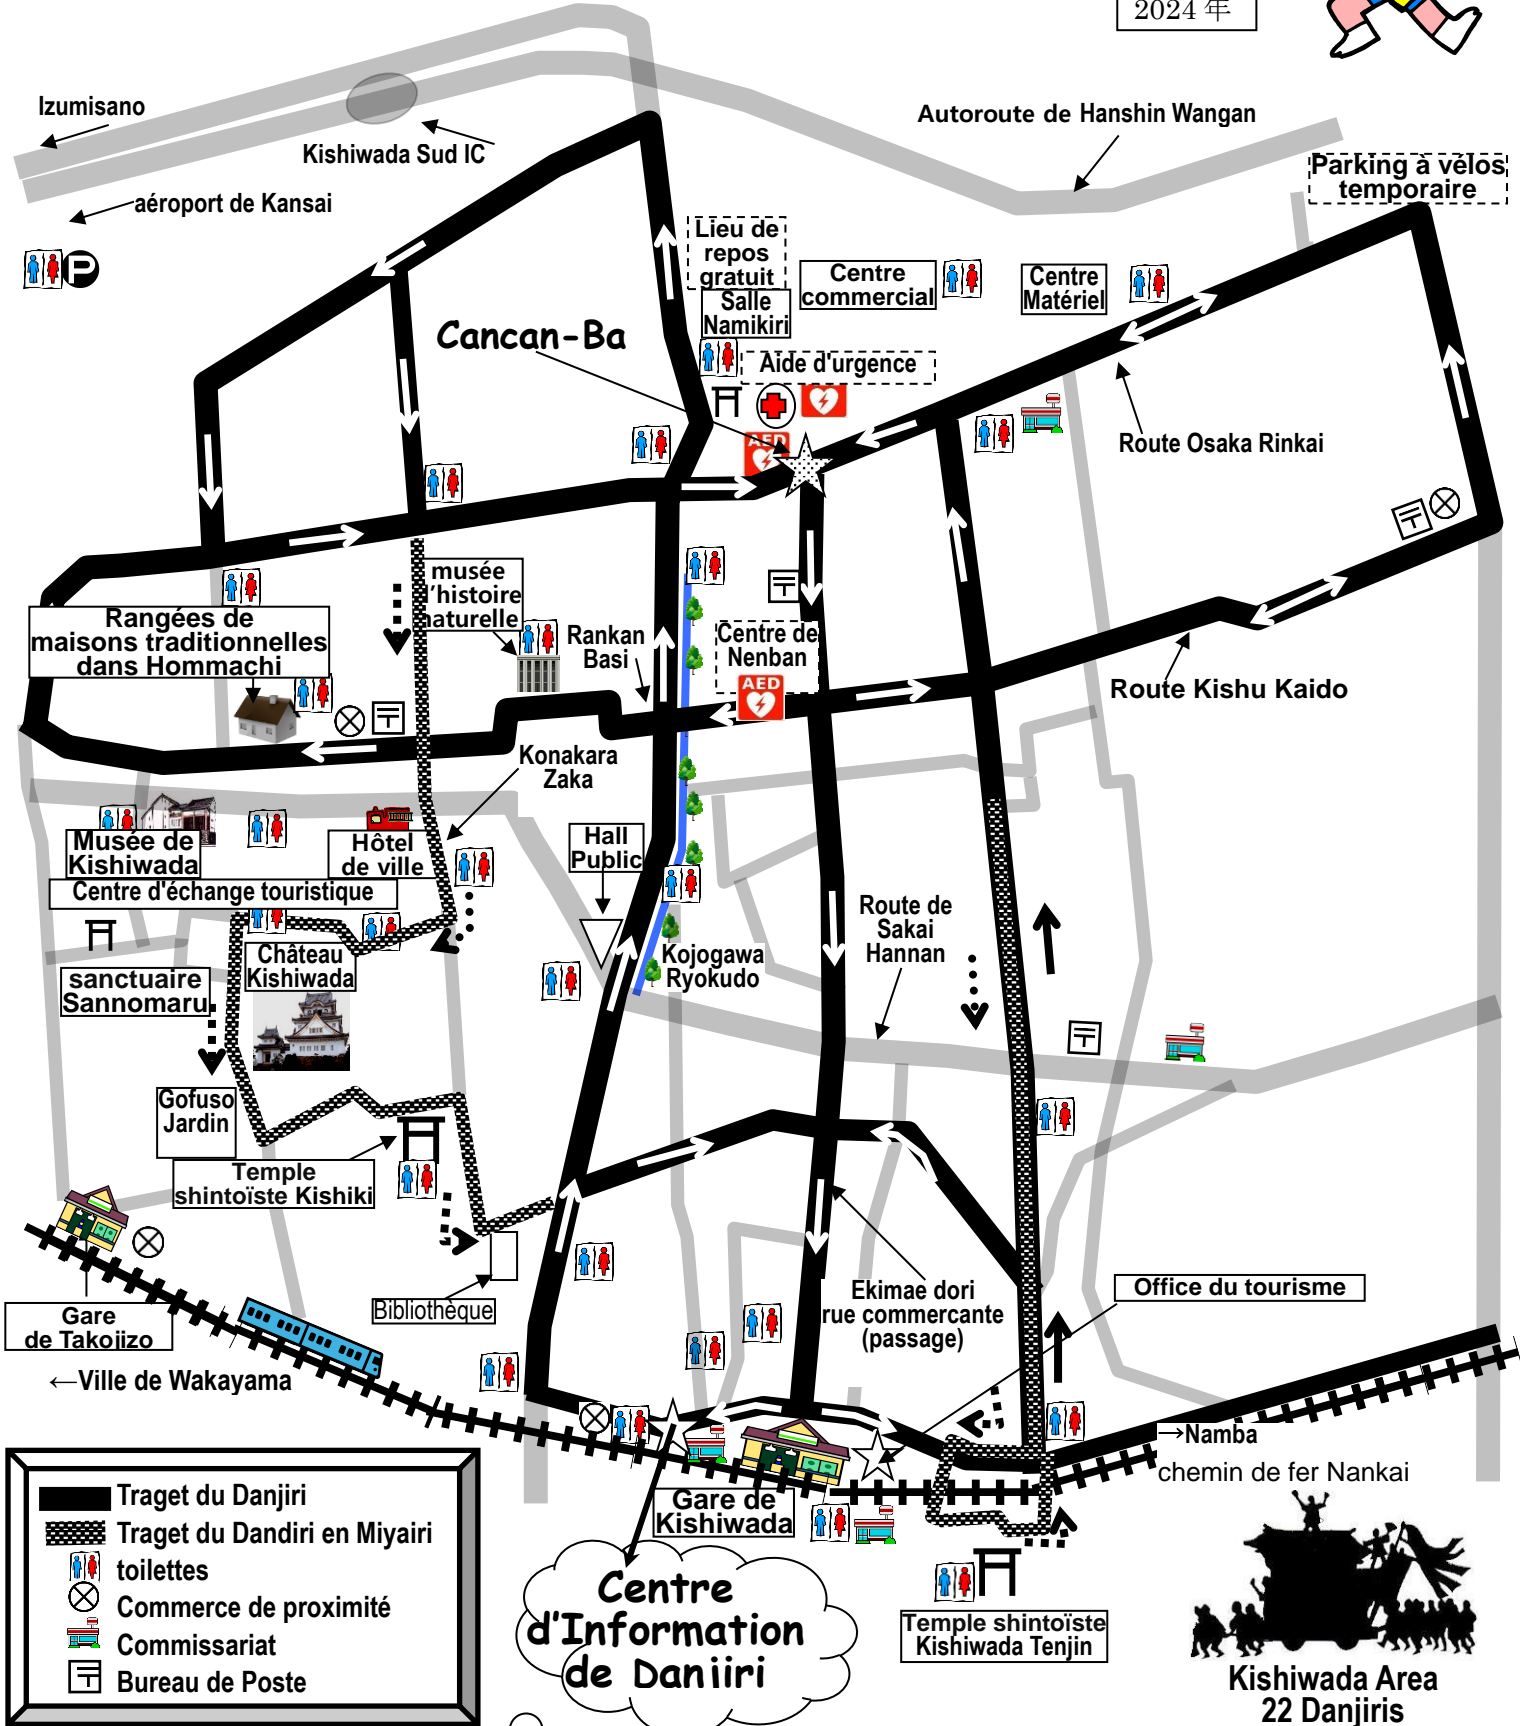 2024 年
Izumisano
Kishiwada Sud IC
Autoroute de Hanshin Wangan
aéroport de Kansai
Parking à vélos
temporaire
Lieu de
repos
gratuit
Salle
Namikiri
Centre
commercial
Centre
Matériel
Cancan-Ba
Aide d'urgence
AED
Route Osaka Rinkai
musée
l'histoire
naturelle
Rangées de
maisons traditionnelles
dans Hommachi
Rankan
Basi
Centre de
Nenban
AED
Route Kishu Kaido
Konakara
Zaka
Musée de
Kishiwada
Hôtel
de ville
Hall
Public
Centre d'échange touristique
Route de
Sakai
Hannan
Château
Kishiwada
Kojogawa
Ryokudo
sanctuaire
Sannomaru
Gofuso
Jardin
Temple
shintoïste Kishiki
Bibliothèque
Ekimae dori
rue commercante
(passage)
Office du tourisme
Gare
de Takojizo
←Ville de Wakayama
→Namba
chemin de fer Nankai
Gare de
Kishiwada
Traget du Danjiri
Traget du Dandiri en Miyairi
toilettes
Commerce de proximité
Commissariat
Bureau de Poste
Centre
d'Information
de Daniiri
Temple shintoïste
Kishiwada Tenjin
Kishiwada Area
22 Danjiris